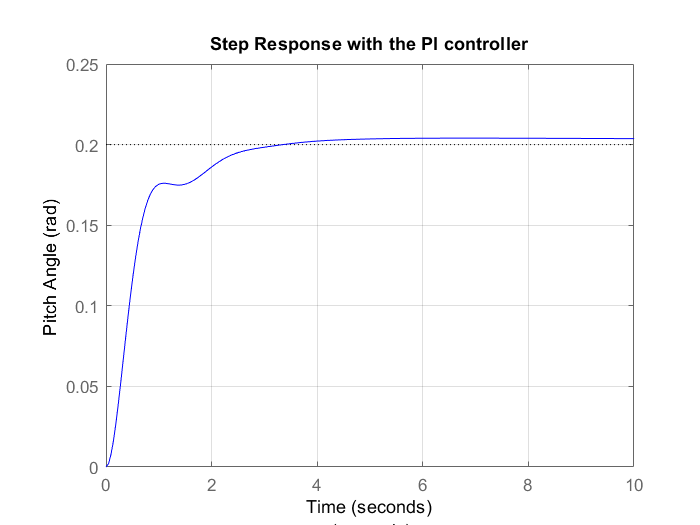 Step Response with the PI controller
0.25
0.2
0.15
0.1
0.05
0
Pitch Angle (rad)
0 2 4 6 8 10
Time (seconds)